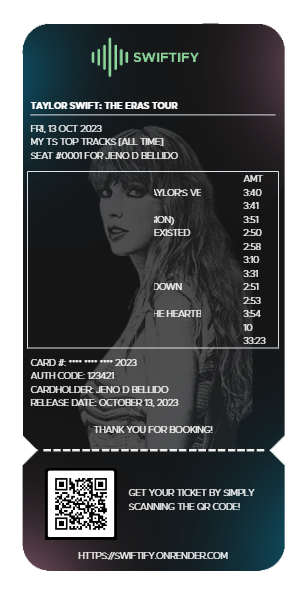 SWIFTIFY
TAYLOR SWIFT: THE ERAS TOUR
FRI, 13 OCT 2023
MY TS TOP TRACKS [ALL TIME]
SEAT #0001 FOR JENO D BELLIDO
AMT
AYLOR'S VE 3:40
3:41
ION) 3:51
EXISTED 2:50
2:58
3:10
3:31
DOWN 2:51
2:53
HE HEARTB 3:54
10
33:23
CARD #: **** **** **** 2023
AUTH CODE: 123421
CARDHOLDER: JENO D BELLIDO
RELEASE DATE: OCTOBER 13, 2023
THANK YOU FOR BOOKING!
GET YOUR TICKET BY SIMPLY
SCANNING THE QR CODE!
HTTPS://SWIFTIFY.ONRENDER.COM